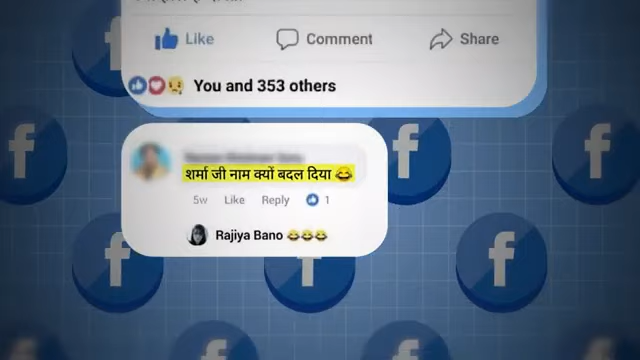 Like Comment Share
You and 353 others
शर्मा जी नाम क्यों बदल दिया 😂
5w Like Reply 1
Rajiya Bano 😂😂😂